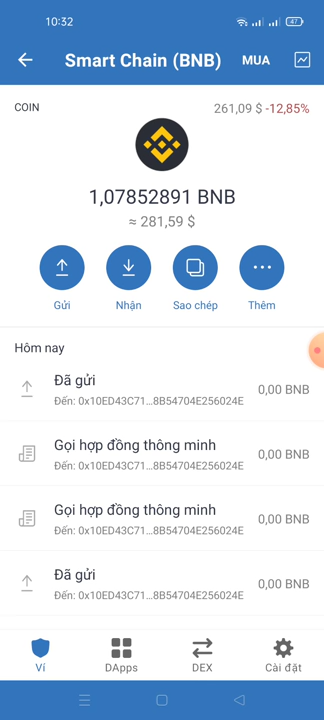 10:32
47
Smart Chain (BNB)
MUA
COIN
261,09 $ -12,85%
1,07852891 BNB
≈ 281,59 $
Gửi
Nhận
Sao chép
Thêm
Hôm nay
Đã gửi
0,00 BNB
Đến: 0x10ED43C71...8B54704E256024E
Gọi hợp đồng thông minh
0,00 BNB
Đến: 0x10ED43C71...8B54704E256024E
Gọi hợp đồng thông minh
0,00 BNB
Đến: 0x10ED43C71...8B54704E256024E
Đã gửi
0,00 BNB
Đến: 0x10ED43C71...8B54704E256024E
Ví
DApps
DEX
Cài đặt